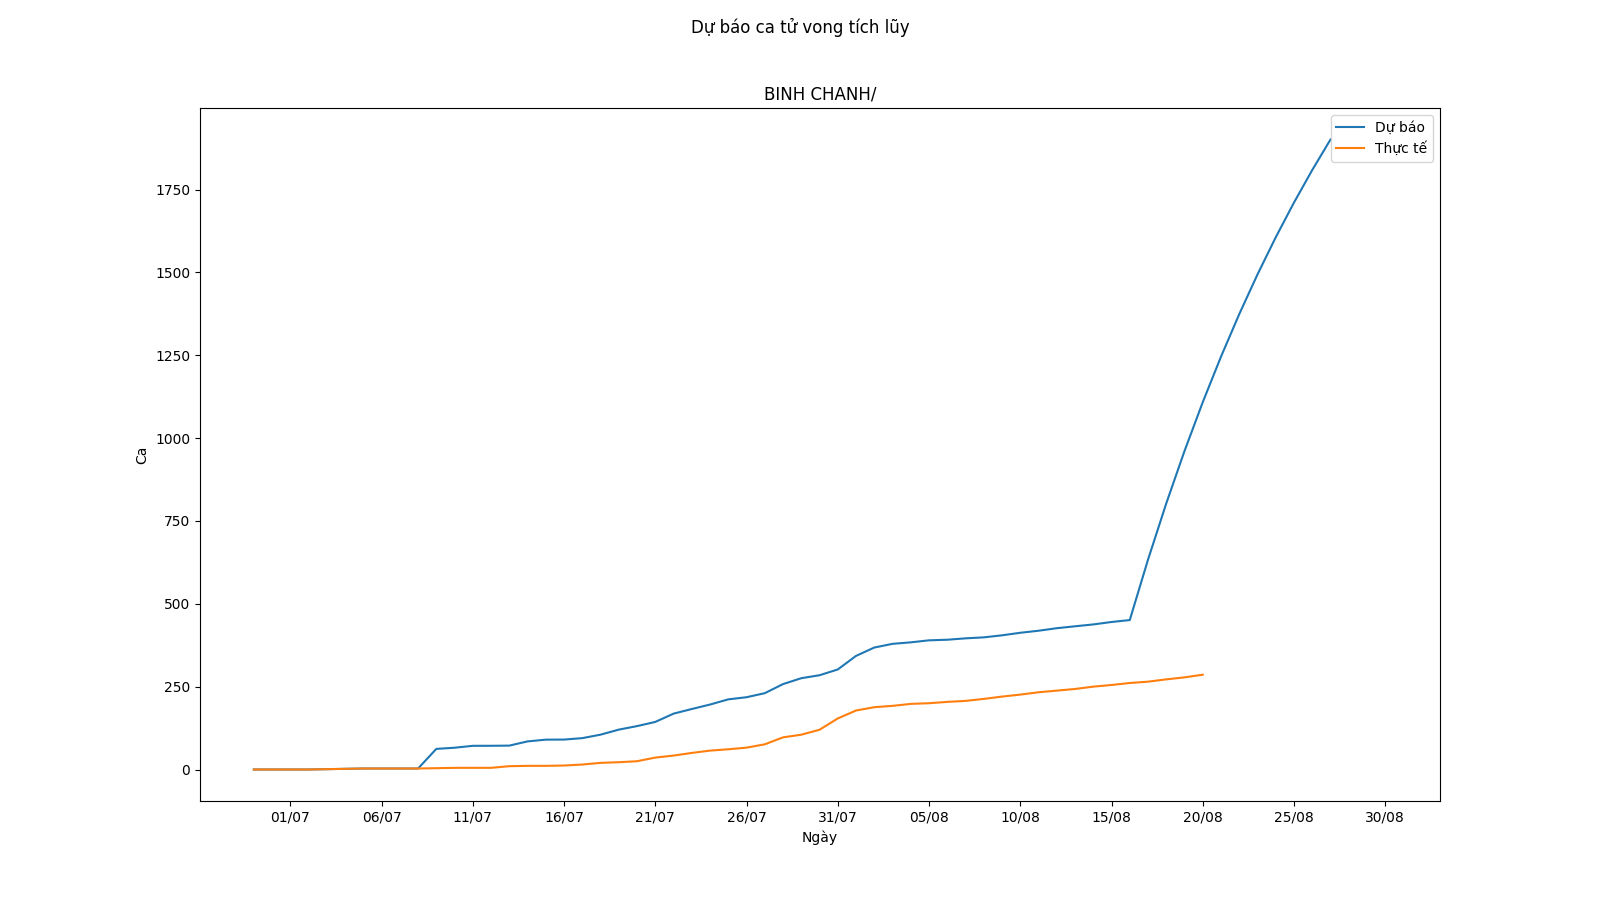 Dự báo ca tử vong tích lũy
BINH CHANH/
Dự báo
Thực tế
1750
1500
1250
1000
750
500
250
0
Ca
01/07 06/07 11/07 16/07 21/07 26/07 31/07 05/08 10/08 15/08 20/08 25/08 30/08
Ngày